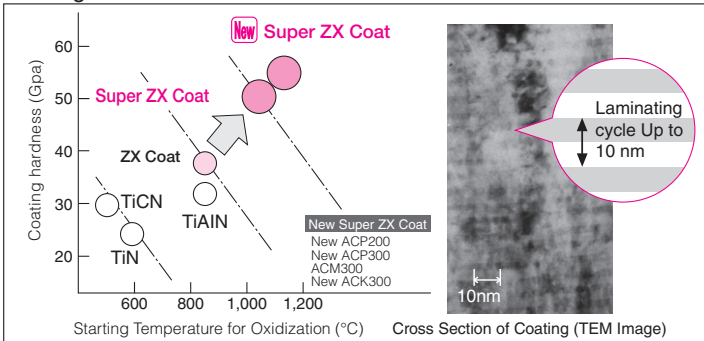 New Super ZX Coat
Super ZX Coat
ZX Coat
TiCN
TiN
TiAlN
Coating hardness (Gpa)
60
50
40
30
20
600
800
1,000
1,200
Starting Temperature for Oxidization (°C)
New Super ZX Coat
New ACP200
New ACP300
ACM300
New ACK300
Laminating
cycle Up to
10 nm
10nm
Cross Section of Coating (TEM Image)